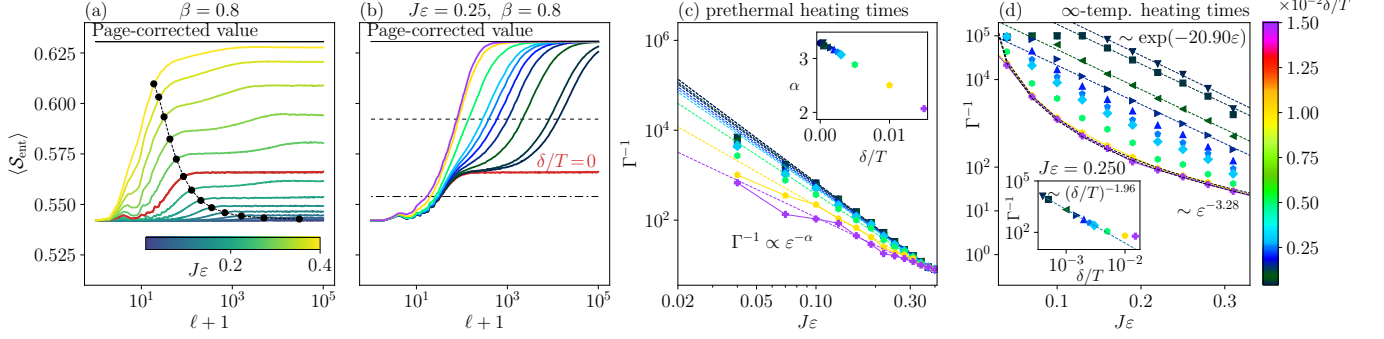 (a) β = 0.8
Page-corrected value
⟨𝒮ent⟩
0.625
0.600
0.575
0.550
0.525
0.2 0.4
Jε
10¹ 10³ 10⁵
ℓ + 1
(b) Jε = 0.25, β = 0.8
Page-corrected value
δ/T=0
10¹ 10³ 10⁵
ℓ + 1
(c) prethermal heating times
Γ⁻¹
10⁶
10⁴
10²
α
3
2
0.00 0.01
δ/T
Γ⁻¹ ∝ ε^{−α}
0.02 0.05 0.10 0.30
Jε
(d) ∞-temp. heating times
Γ⁻¹
10⁵
10⁴
10³
10²
10¹
10⁰
∼ exp(−20.90ε)
∼ ε^{−3.28}
Jε = 0.250
Γ⁻¹
10⁵
10²
∼ (δ/T)^{−1.96}
10⁻³ 10⁻²
δ/T
0.1 0.2 0.3
Jε
×10⁻²δ/T
1.50
1.25
1.00
0.75
0.50
0.25